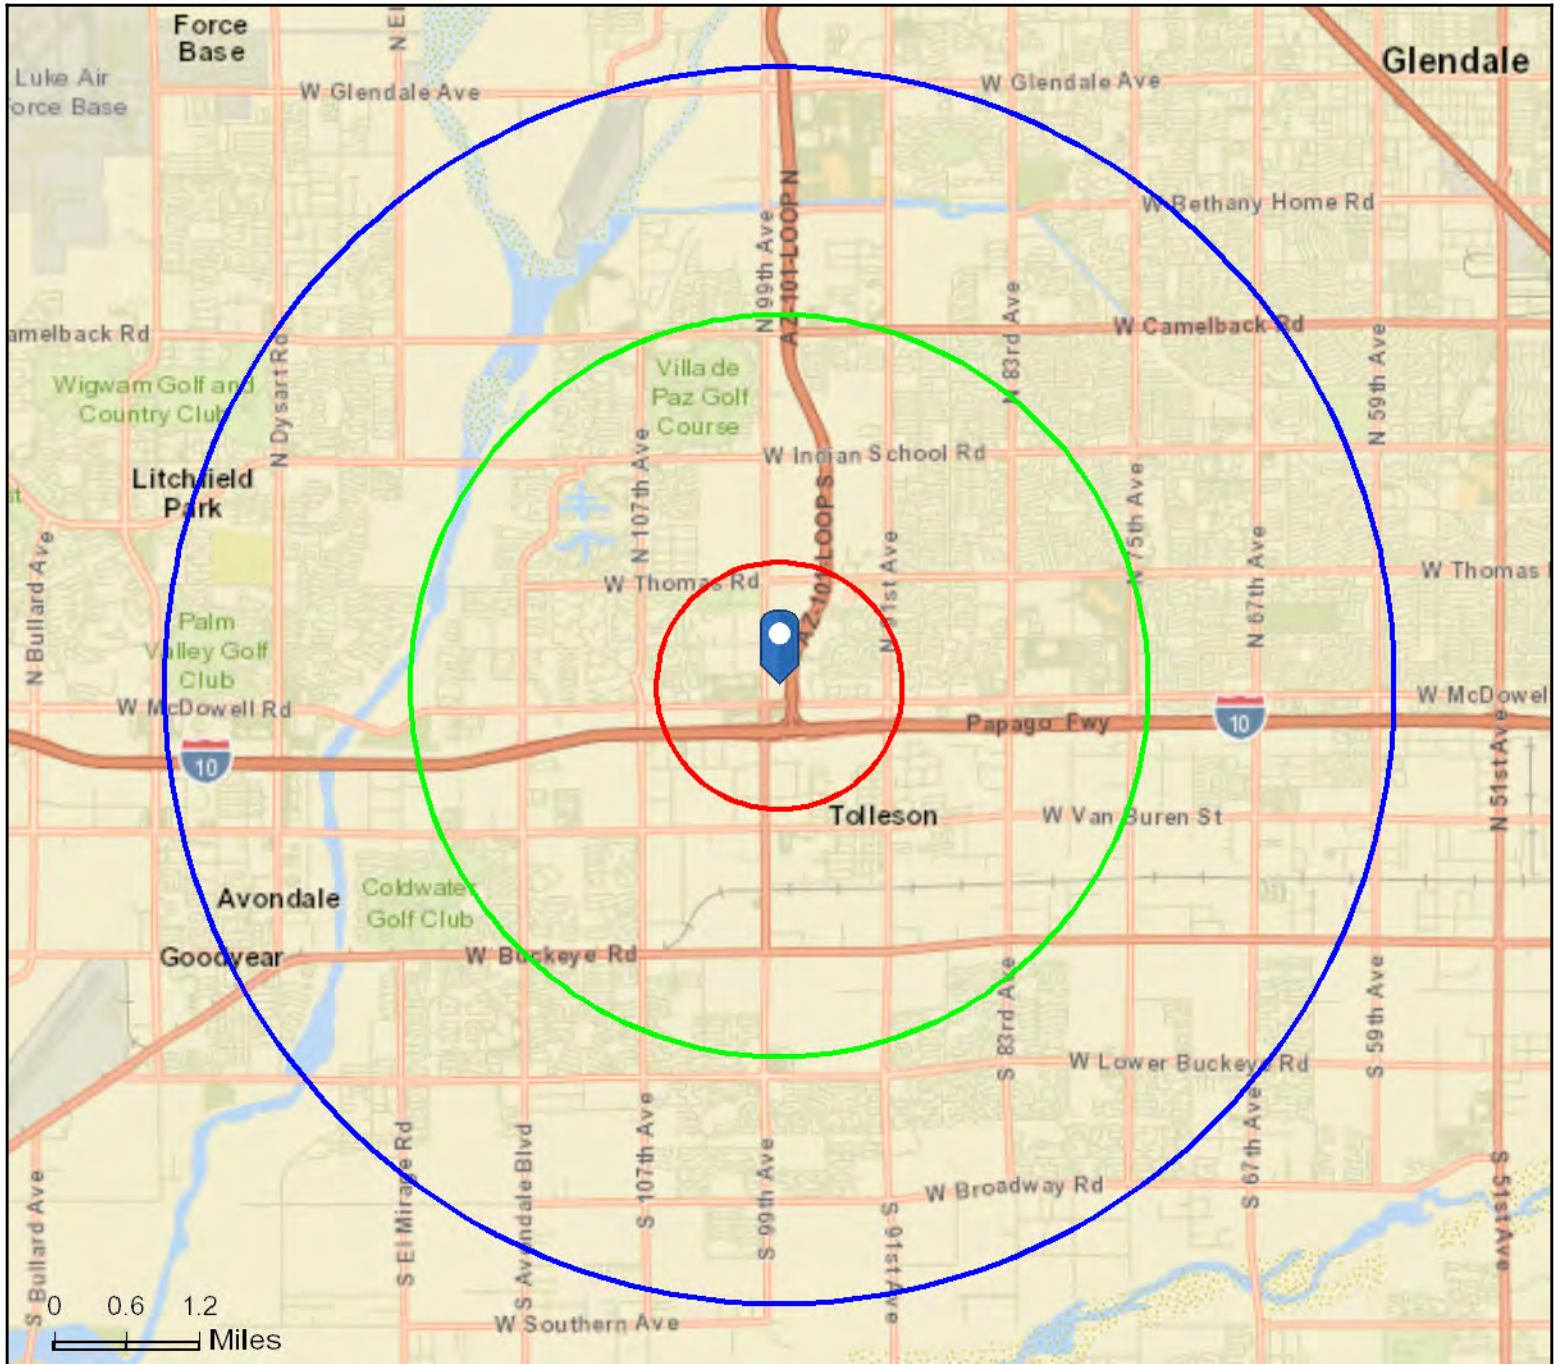 Force
Base
N El
Glendale
Luke Air
orce Base
W Glendale Ave
W Glendale Ave
AZ-101-LOOP N
W Bethany Home Rd
N 99th Ave
N 83rd Ave
amelback Rd
W Camelback Rd
N Dysart Rd
N 59th Ave
Wigwam Golf and
Country Club
Villa de
Paz Golf
Course
W Indian School Rd
Litchfield
Park
st
N 107th Ave
AZ-101-LOOP S
N 75th Ave
N Bullard Ave
N 91st Ave
N 67th Ave
W Thomas Rd
W Thomas
Palm
Valley Golf
Club
W McDowell Rd
W McDowel
Papago Fwy
10
10
N 51st Ave
Tolleson
W Van Buren St
Avondale
Coldwater
Golf Club
Goodyear
W Buckeye Rd
S 83rd Ave
S 59th Ave
W Lower Buckeye Rd
S El Mirage Rd
S Avondale Blvd
S 107th Ave
S 99th Ave
S 91st Ave
W Broadway Rd
S 67th Ave
S 51st Ave
S Bullard Ave
0 0.6 1.2
Miles
W Southern Ave